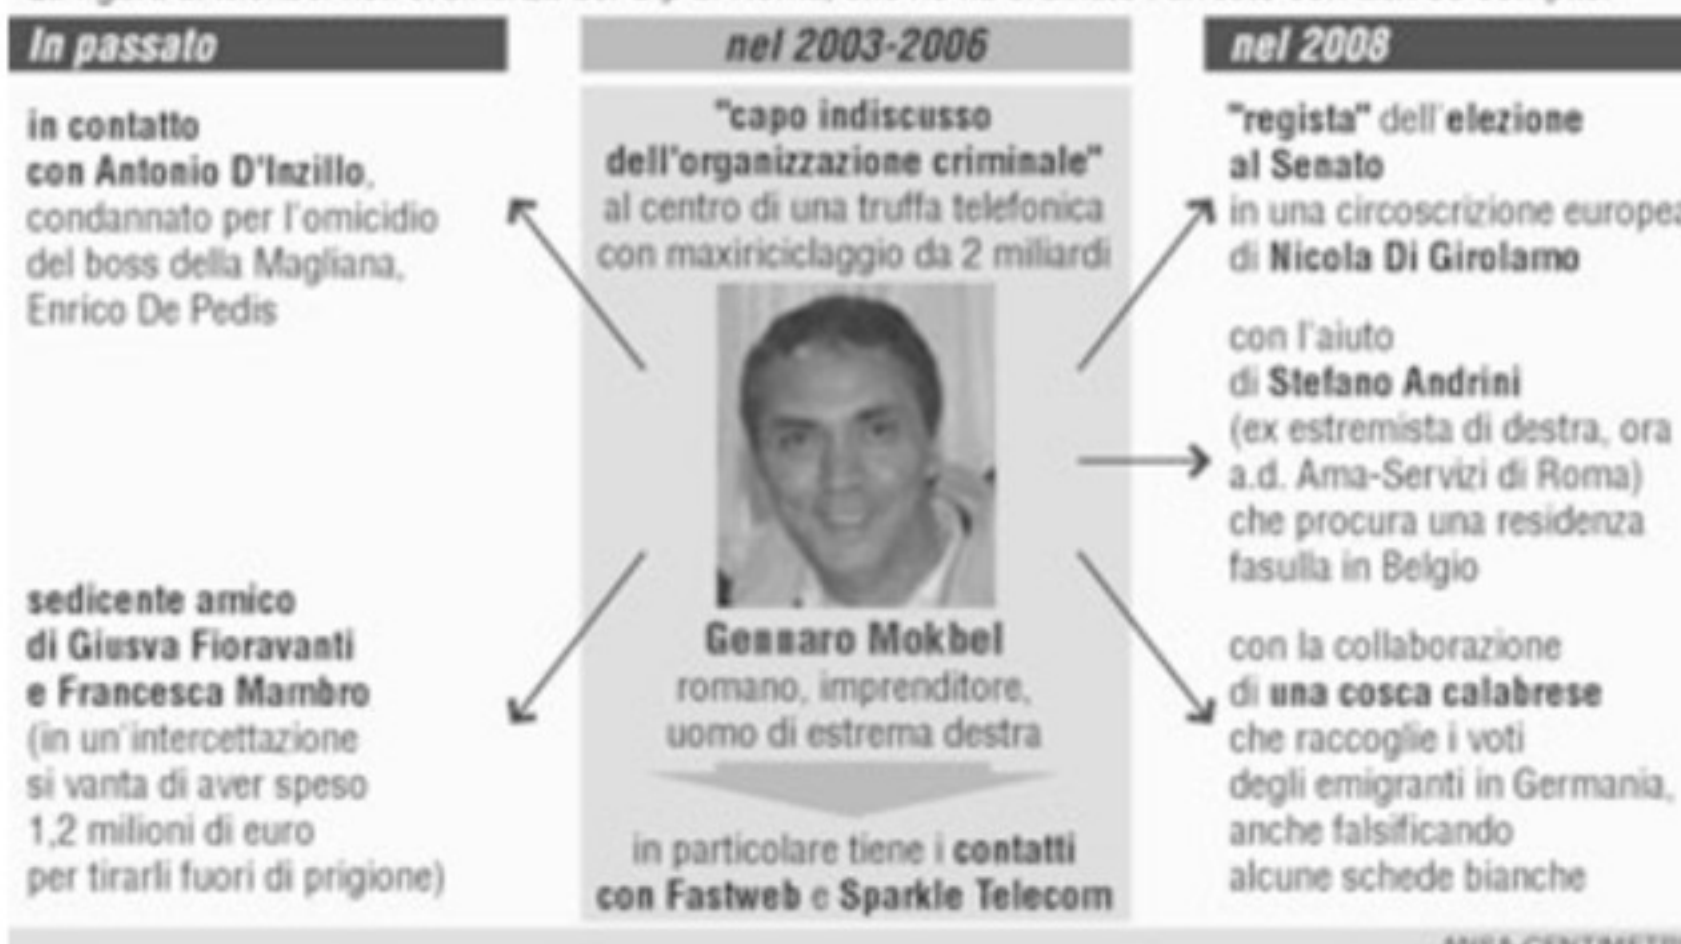 In passato
in contatto
con Antonio D'Inzillo,
condannato per l'omicidio
del boss della Magliana,
Enrico De Pedis
sedicente amico
di Giusva Fioravanti
e Francesca Mambro
(in un'intercettazione
si vanta di aver speso
1,2 milioni di euro
per tirarli fuori di prigione)
nel 2003-2006
"capo indiscusso
dell'organizzazione criminale"
al centro di una truffa telefonica
con maxiriciclaggio da 2 miliardi
Gennaro Mokbel
romano, imprenditore,
uomo di estrema destra
in particolare tiene i contatti
con Fastweb e Sparkle Telecom
nel 2008
"regista" dell'elezione
al Senato
in una circoscrizione europea
di Nicola Di Girolamo
con l'aiuto
di Stefano Andrini
(ex estremista di destra, ora
a.d. Ama-Servizi di Roma)
che procura una residenza
fasulla in Belgio
con la collaborazione
di una cosca calabrese
che raccoglie i voti
degli emigranti in Germania,
anche falsificando
alcune schede bianche